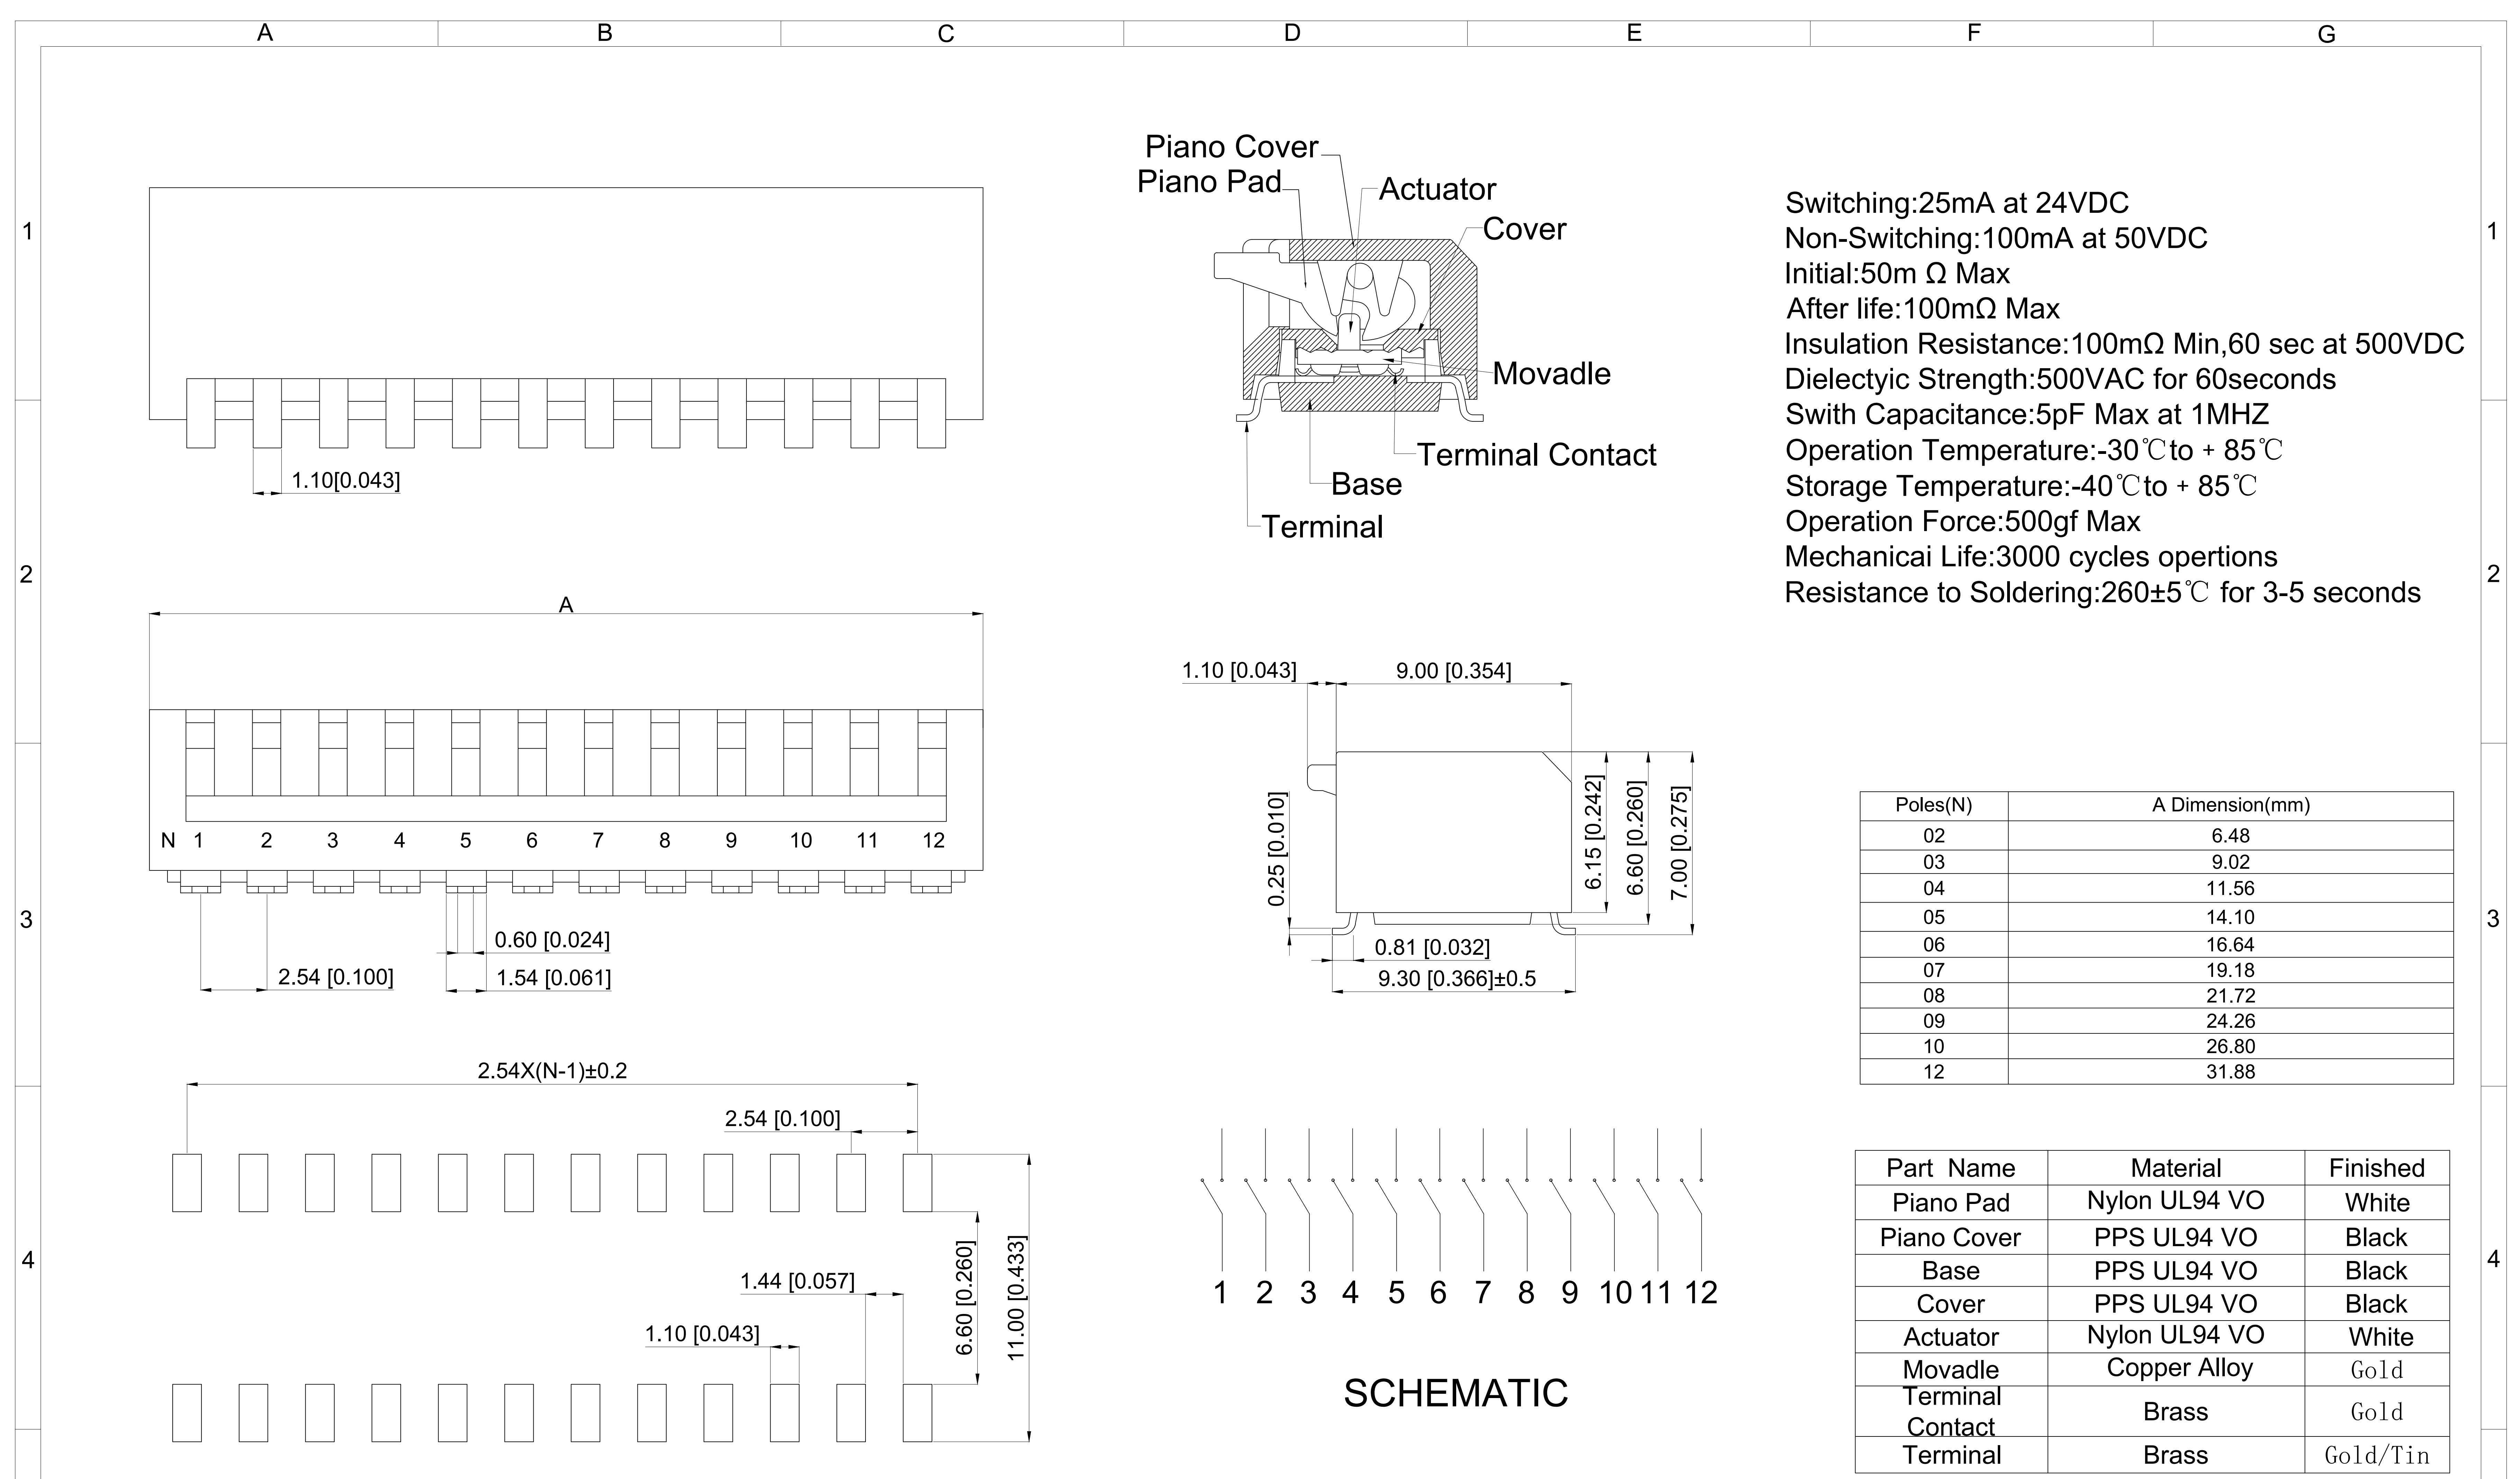 A B C D E F G
1
2
3
4
1
2
3
4
1.10[0.043]
Piano Cover
Piano Pad
Actuator
Cover
Movadle
Terminal Contact
Base
Terminal
Switching:25mA at 24VDC
Non-Switching:100mA at 50VDC
Initial:50m Ω Max
After life:100mΩ Max
Insulation Resistance:100mΩ Min,60 sec at 500VDC
Dielectyic Strength:500VAC for 60seconds
Swith Capacitance:5pF Max at 1MHZ
Operation Temperature:-30℃to + 85℃
Storage Temperature:-40℃to + 85℃
Operation Force:500gf Max
Mechanicai Life:3000 cycles opertions
Resistance to Soldering:260±5℃ for 3-5 seconds
A
N 1 2 3 4 5 6 7 8 9 10 11 12
0.60 [0.024]
2.54 [0.100]
1.54 [0.061]
1.10 [0.043]
9.00 [0.354]
0.25 [0.010]
6.15 [0.242]
6.60 [0.260]
7.00 [0.275]
0.81 [0.032]
9.30 [0.366]±0.5
Poles(N) A Dimension(mm)
02 6.48
03 9.02
04 11.56
05 14.10
06 16.64
07 19.18
08 21.72
09 24.26
10 26.80
12 31.88
2.54X(N-1)±0.2
2.54 [0.100]
1.44 [0.057]
1.10 [0.043]
6.60 [0.260]
11.00 [0.433]
1 2 3 4 5 6 7 8 9 10 11 12
SCHEMATIC
Part Name Material Finished
Piano Pad Nylon UL94 VO White
Piano Cover PPS UL94 VO Black
Base PPS UL94 VO Black
Cover PPS UL94 VO Black
Actuator Nylon UL94 VO White
Movadle Copper Alloy Gold
Terminal
Contact Brass Gold
Terminal Brass Gold/Tin